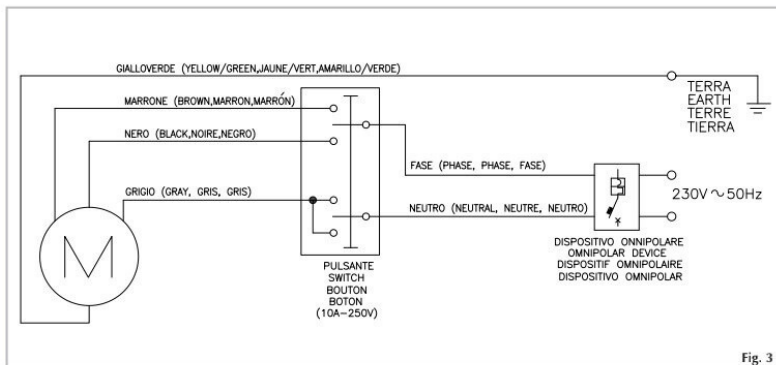 GIALLOVERDE (YELLOW/GREEN,JAUNE/VERT,AMARILLO/VERDE)
TERRA
EARTH
TERRE
TIERRA
MARRONE (BROWN,MARRON,MARRÓN)
NERO (BLACK,NOIRE,NEGRO)
FASE (PHASE, PHASE, FASE)
GRIGIO (GRAY, GRIS, GRIS)
230V ~ 50Hz
NEUTRO (NEUTRAL, NEUTRE, NEUTRO)
M
PULSANTE
SWITCH
BOUTON
BOTON
(10A-250V)
DISPOSITIVO ONNIPOLARE
OMNIPOLAR DEVICE
DISPOSITIF OMNIPOLAIRE
DISPOSITIVO OMNIPOLAR
Fig. 3